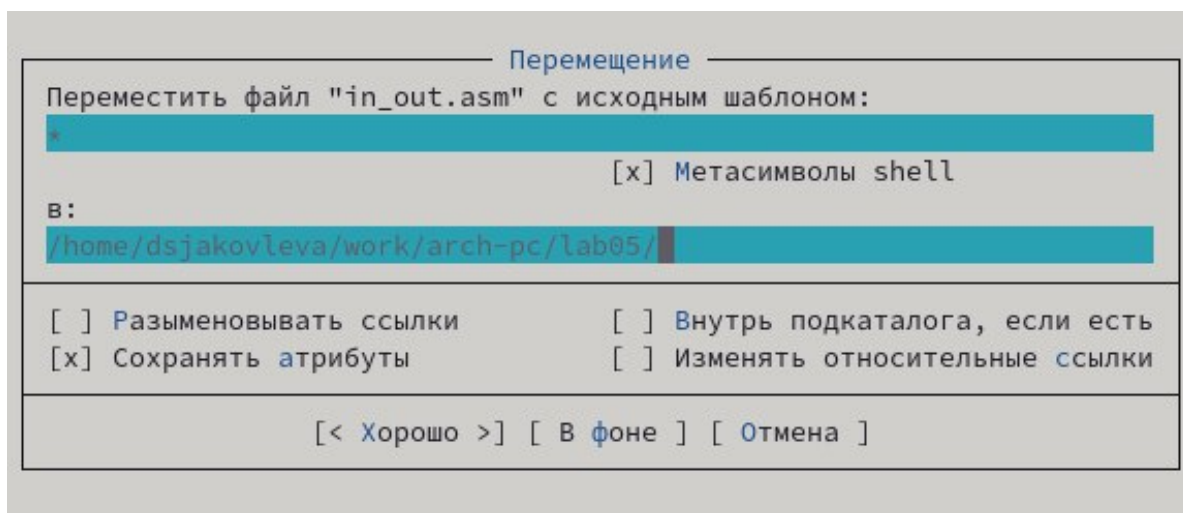 Перемещение
Переместить файл "in_out.asm" с исходным шаблоном:
*
[x] Метасимволы shell
в:
/home/dsjakovleva/work/arch-pc/lab05/
[ ] Разыменовывать ссылки [ ] Внутрь подкаталога, если есть
[x] Сохранять атрибуты [ ] Изменять относительные ссылки
[< Хорошо >] [ В фоне ] [ Отмена ]